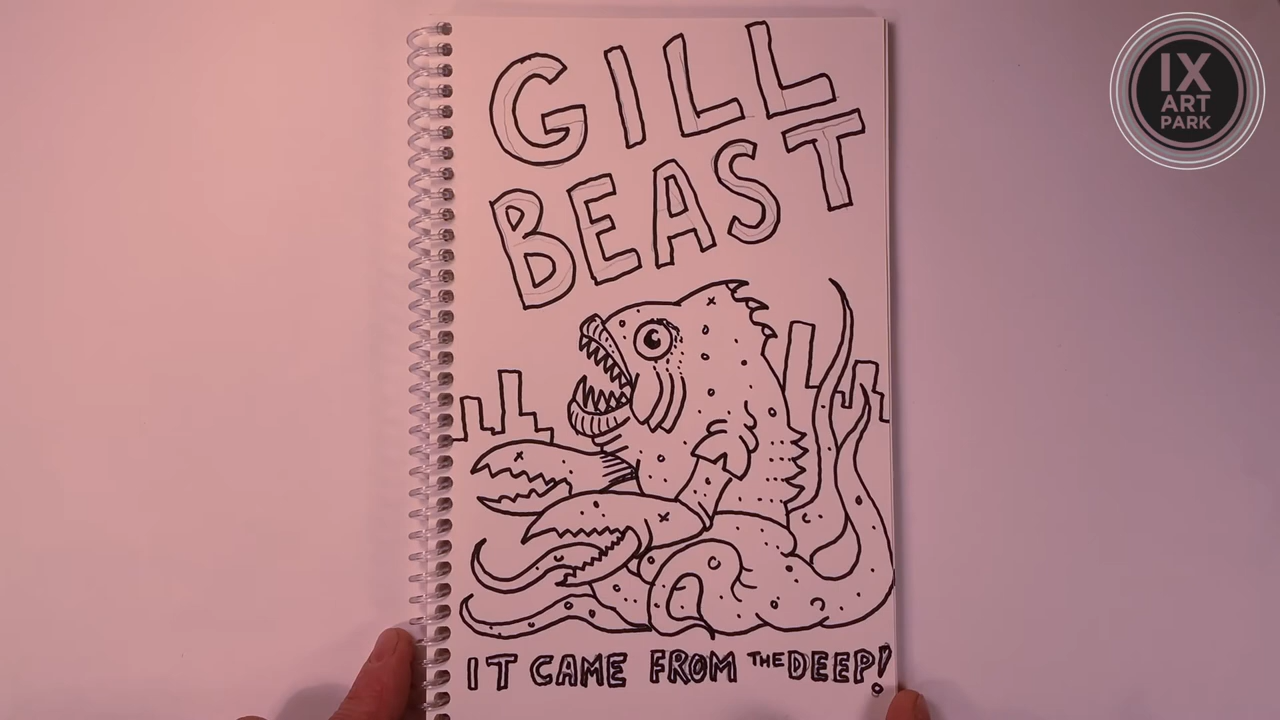 GILL
BEAST
IT CAME FROM THE DEEP!
IX
ART
PARK